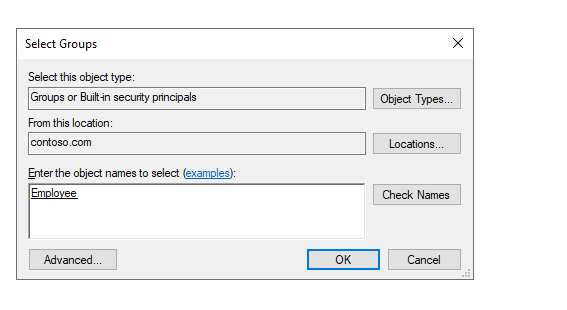 Select Groups
Select this object type:
Groups or Built-in security principals
Object Types...
From this location:
contoso.com
Locations...
Enter the object names to select (examples):
Employee
Check Names
Advanced...
OK
Cancel